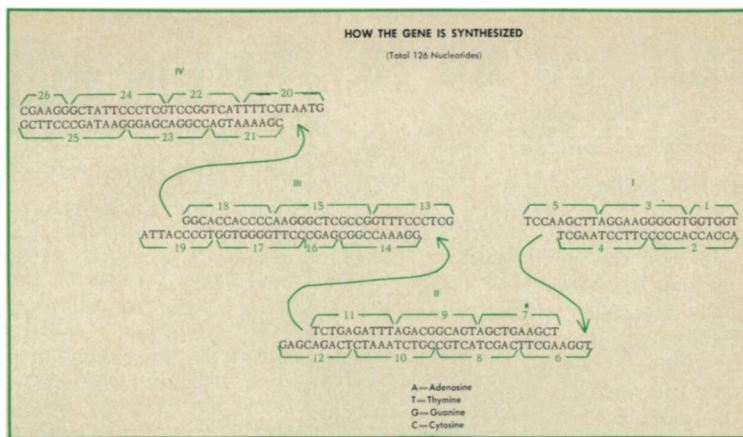 HOW THE GENE IS SYNTHESIZED
(Total 126 Nucleotides)
IV
26 24 22 20
CGAAGGGCTATTCCCTCGTCCGGTCATTTTCGTAATG
GCTTCCCGATAAGGGAGCAGGCCAGTAAAAGC
25 23 21
III
18 15 13
GGCACCACCCCAAGGGCTCGCCGGTTTCCCTCG
ATTACCCGTGGTGGGGTTCCCGAGCGGCCAAAGG
19 17 16 14
I
5 3 1
TCCAAGCTTAGGAAGGGGGTGGTGGT
TCGAATCCTTCCCCCACCACCA
4 2
II
11 9 7
TCTGAGATTTAGACGGCAGTAGCTGAAGCT
GAGCAGACTCTAAATCTGCCGTCATCGACTTCGAAGGT
12 10 8 6
A—Adenosine
T—Thymine
G—Guanine
C—Cytosine